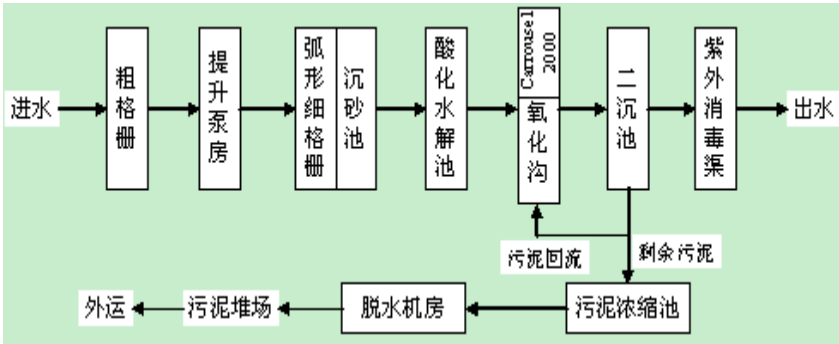 进水
粗格栅
提升泵房
弧形细格栅
沉砂池
酸化水解池
Carrousel
2000
氧化沟
二沉池
紫外消毒渠
出水
污泥回流
剩余污泥
外运
污泥堆场
脱水机房
污泥浓缩池